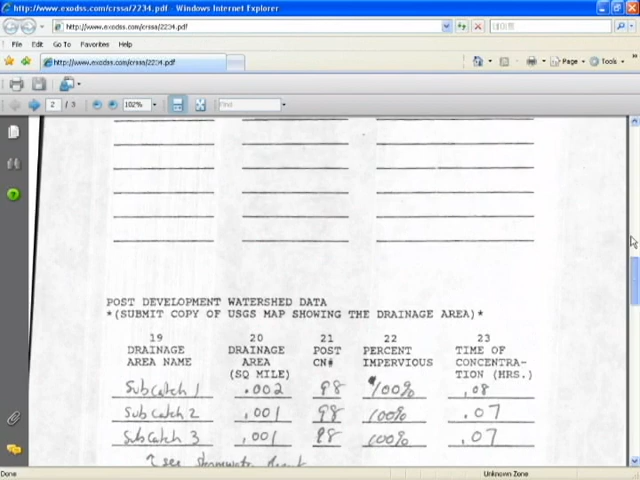 http://www.exodss.com/crssa/2234.pdf - Windows Internet Explorer
http://www.exodss.com/crssa/2234.pdf
File Edit Go To Favorites Help
http://www.exodss.com/crssa/2234.pdf
Page Tools
2 / 3 102% Find
POST DEVELOPMENT WATERSHED DATA
*(SUBMIT COPY OF USGS MAP SHOWING THE DRAINAGE AREA)*
19 20 21 22 23
DRAINAGE DRAINAGE POST PERCENT TIME OF
AREA NAME AREA CN# IMPERVIOUS CONCENTRA-
(SQ MILE) TION (HRS.)
Subcatch 1 .002 98 100% .08
Subcatch 2 .001 98 100% .07
Subcatch 3 .001 98 100% .07
see
Done Unknown Zone